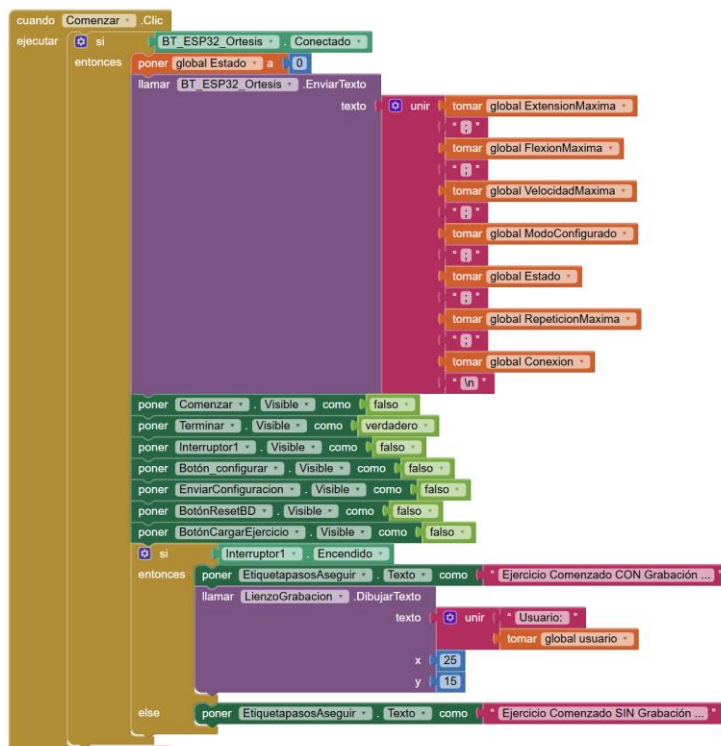 cuando Comenzar .Clic
ejecutar si BT_ESP32_Ortesis . Conectado
entonces poner global Estado a 0
llamar BT_ESP32_Ortesis .EnviarTexto
texto unir tomar global ExtensionMaxima
" ; "
tomar global FlexionMaxima
" ; "
tomar global VelocidadMaxima
" ; "
tomar global ModoConfigurado
" ; "
tomar global Estado
" ; "
tomar global RepeticionMaxima
" ; "
tomar global Conexion
" \n "
poner Comenzar . Visible como falso
poner Terminar . Visible como verdadero
poner Interruptor1 . Visible como falso
poner Botón_configurar . Visible como falso
poner EnviarConfiguracion . Visible como falso
poner BotónResetBD . Visible como falso
poner BotónCargarEjercicio . Visible como falso
si Interruptor1 . Encendido
entonces poner EtiquetapasosAseguir . Texto como " Ejercicio Comenzado CON Grabación ... "
llamar LienzoGrabacion .DibujarTexto
texto unir " Usuario: "
tomar global usuario
x 25
y 15
else poner EtiquetapasosAseguir . Texto como " Ejercicio Comenzado SIN Grabación ... "